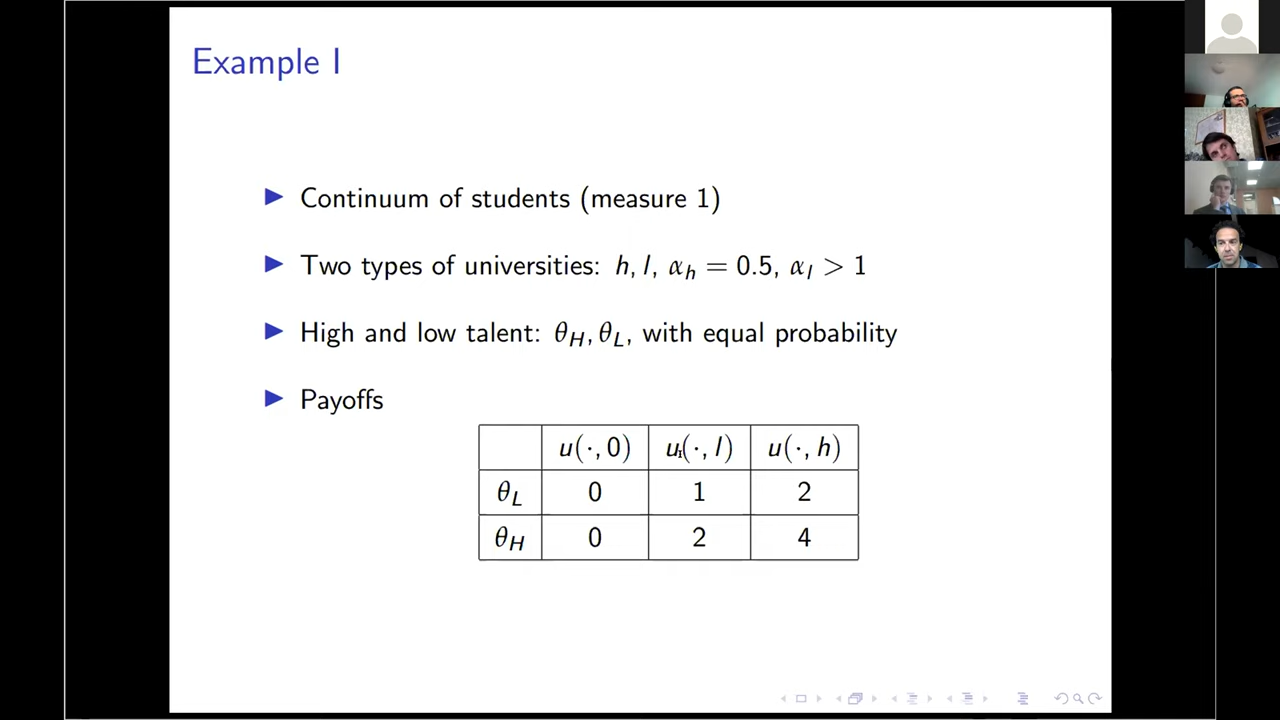 Example I
Continuum of students (measure 1)
Two types of universities: h, l, α_h = 0.5, α_l > 1
High and low talent: θ_H, θ_L, with equal probability
Payoffs
u(·, 0) u(·, l) u(·, h)
θ_L 0 1 2
θ_H 0 2 4